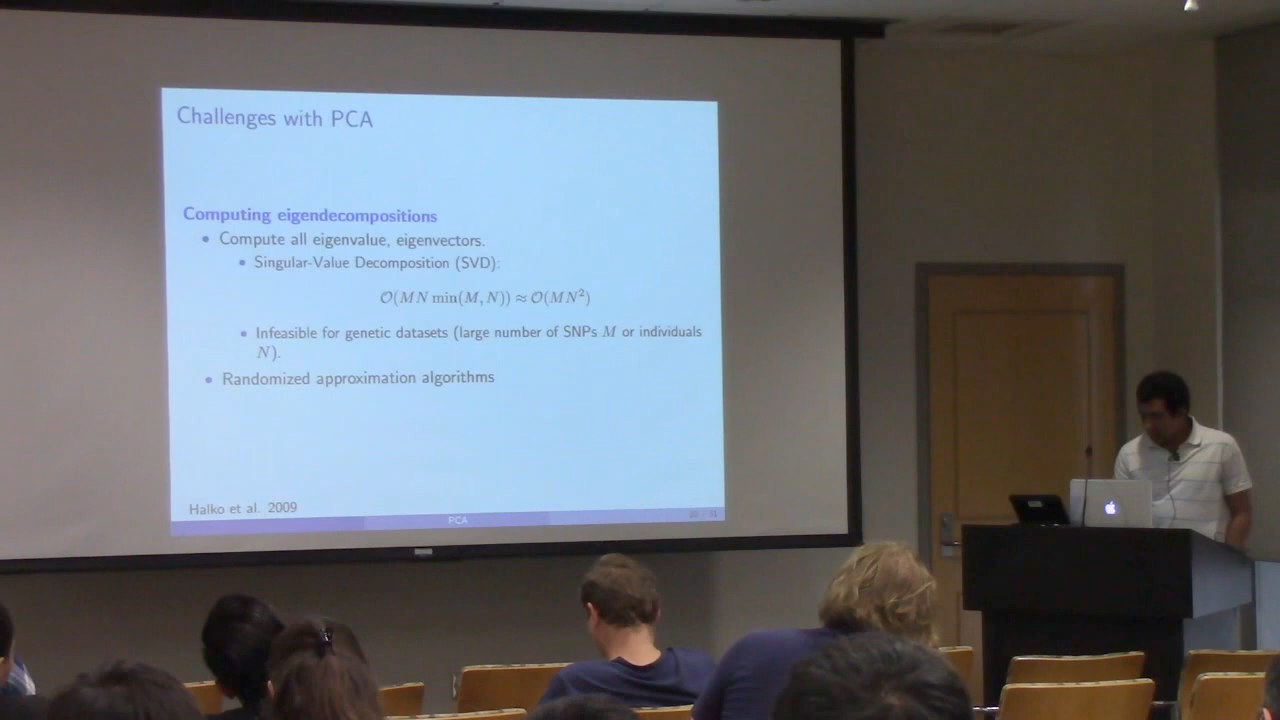 Challenges with PCA
Computing eigendecompositions
• Compute all eigenvalue, eigenvectors.
• Singular-Value Decomposition (SVD):
O(MN min(M, N)) ≈ O(MN²)
• Infeasible for genetic datasets (large number of SNPs M or individuals
N).
• Randomized approximation algorithms
Halko et al. 2009
PCA